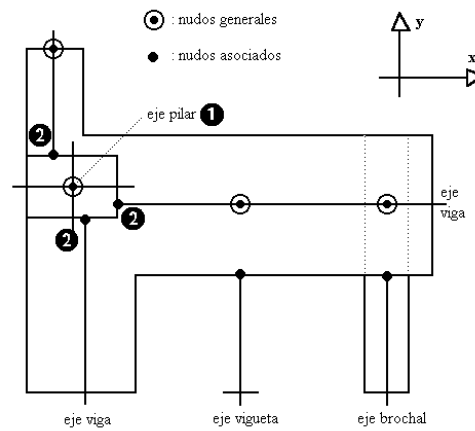 : nudos generales
: nudos asociados
y
x
eje pilar 1
2
2
2
eje
viga
eje viga
eje vigueta
eje brochal